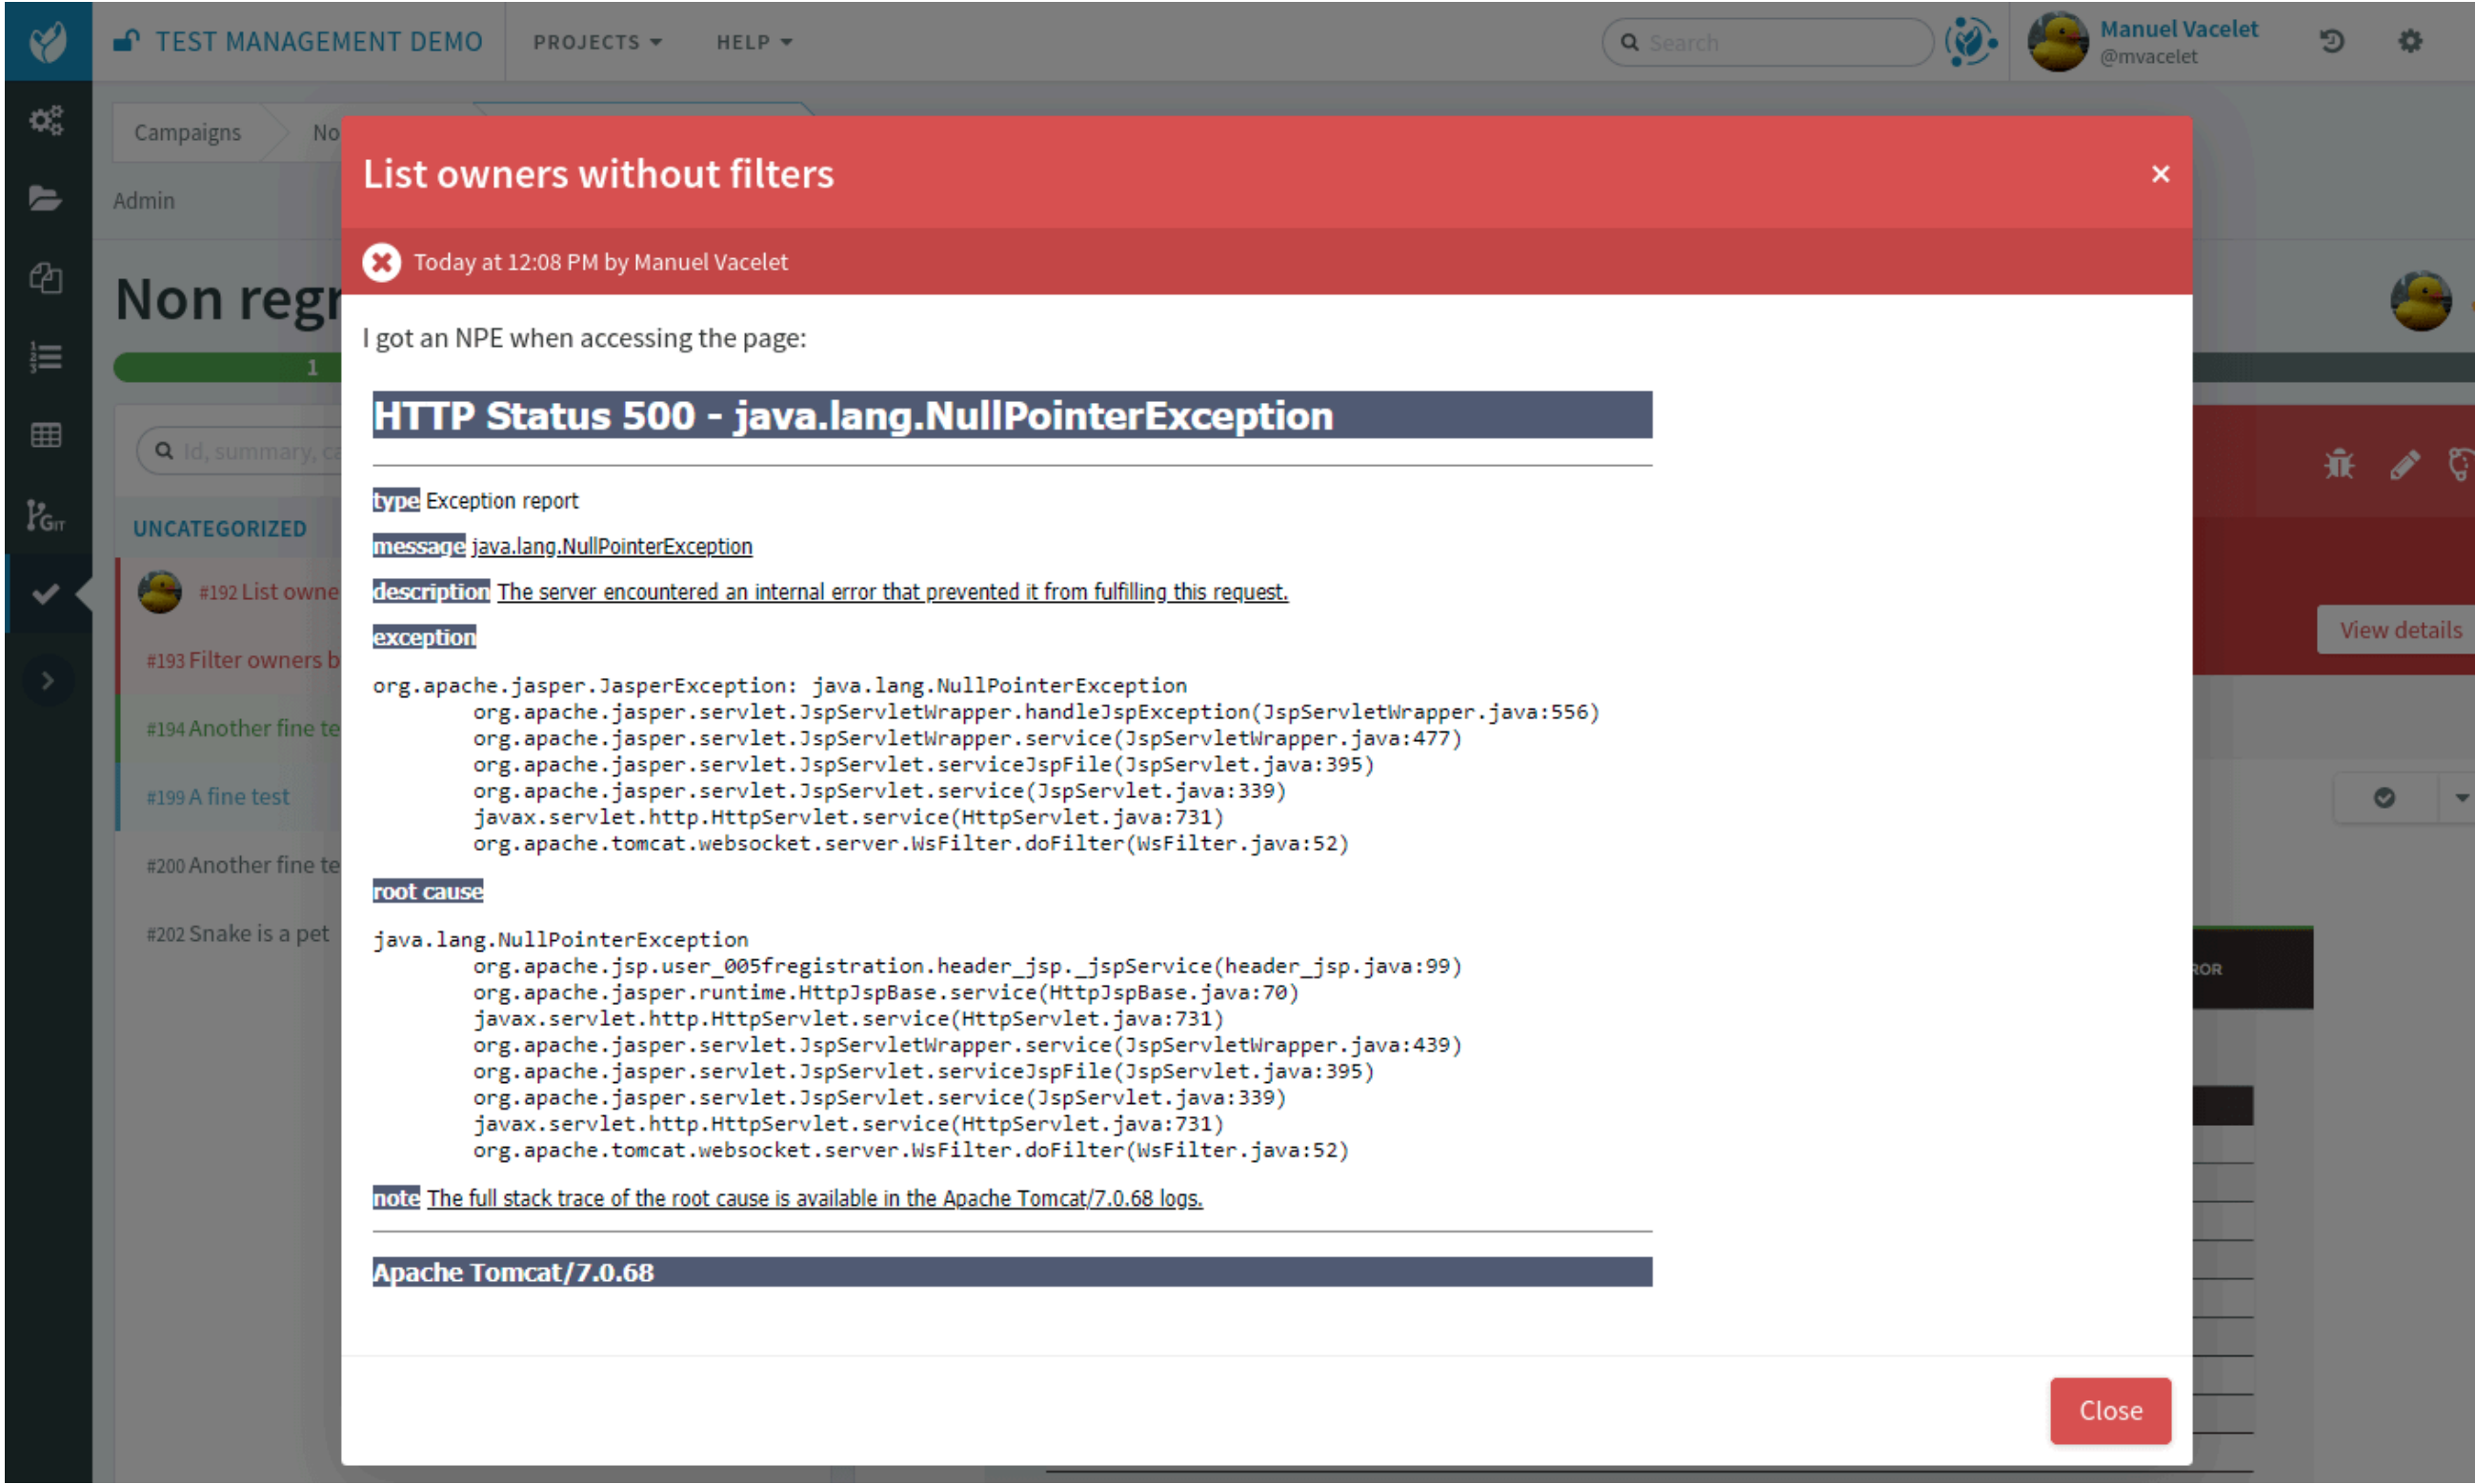 TEST MANAGEMENT DEMO
PROJECTS
HELP
Search
Manuel Vacelet
@mvacelet
Campaigns
No
Admin
Non regr
1
Id, summary, ca
GIT
UNCATEGORIZED
#192 List owne
#193 Filter owners b
#194 Another fine te
#199 A fine test
#200 Another fine te
#202 Snake is a pet
List owners without filters
Today at 12:08 PM by Manuel Vacelet
I got an NPE when accessing the page:
HTTP Status 500 - java.lang.NullPointerException
type Exception report
message java.lang.NullPointerException
description The server encountered an internal error that prevented it from fulfilling this request.
exception
org.apache.jasper.JasperException: java.lang.NullPointerException
org.apache.jasper.servlet.JspServletWrapper.handleJspException(JspServletWrapper.java:556)
org.apache.jasper.servlet.JspServletWrapper.service(JspServletWrapper.java:477)
org.apache.jasper.servlet.JspServlet.serviceJspFile(JspServlet.java:395)
org.apache.jasper.servlet.JspServlet.service(JspServlet.java:339)
javax.servlet.http.HttpServlet.service(HttpServlet.java:731)
org.apache.tomcat.websocket.server.WsFilter.doFilter(WsFilter.java:52)
root cause
java.lang.NullPointerException
org.apache.jsp.user_005fregistration.header_jsp._jspService(header_jsp.java:99)
org.apache.jasper.runtime.HttpJspBase.service(HttpJspBase.java:70)
javax.servlet.http.HttpServlet.service(HttpServlet.java:731)
org.apache.jasper.servlet.JspServletWrapper.service(JspServletWrapper.java:439)
org.apache.jasper.servlet.JspServlet.serviceJspFile(JspServlet.java:395)
org.apache.jasper.servlet.JspServlet.service(JspServlet.java:339)
javax.servlet.http.HttpServlet.service(HttpServlet.java:731)
org.apache.tomcat.websocket.server.WsFilter.doFilter(WsFilter.java:52)
note The full stack trace of the root cause is available in the Apache Tomcat/7.0.68 logs.
Apache Tomcat/7.0.68
Close
View details
ROR